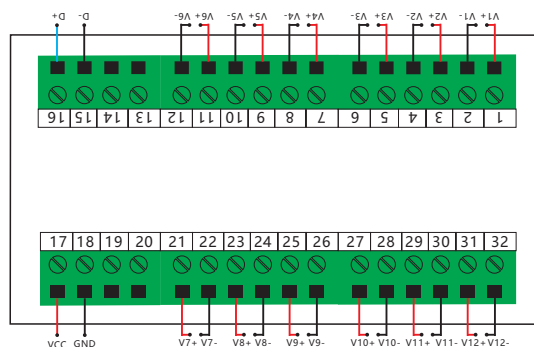 D+ D- V6- V6+ V5- V5+ V4- V4+ V3- V3+ V2- V2+ V1- V1+
16 15 14 13 12 11 10 9 8 7 6 5 4 3 2 1
17 18 19 20 21 22 23 24 25 26 27 28 29 30 31 32
VCC GND V7+ V7- V8+ V8- V9+ V9- V10+ V10- V11+ V11- V12+ V12-